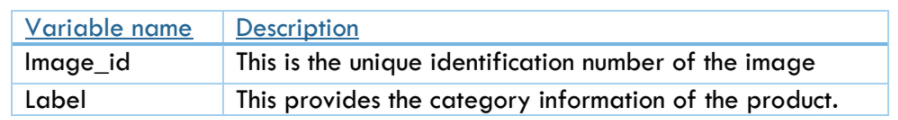 Variable name Description
Image_id This is the unique identification number of the image
Label This provides the category information of the product.